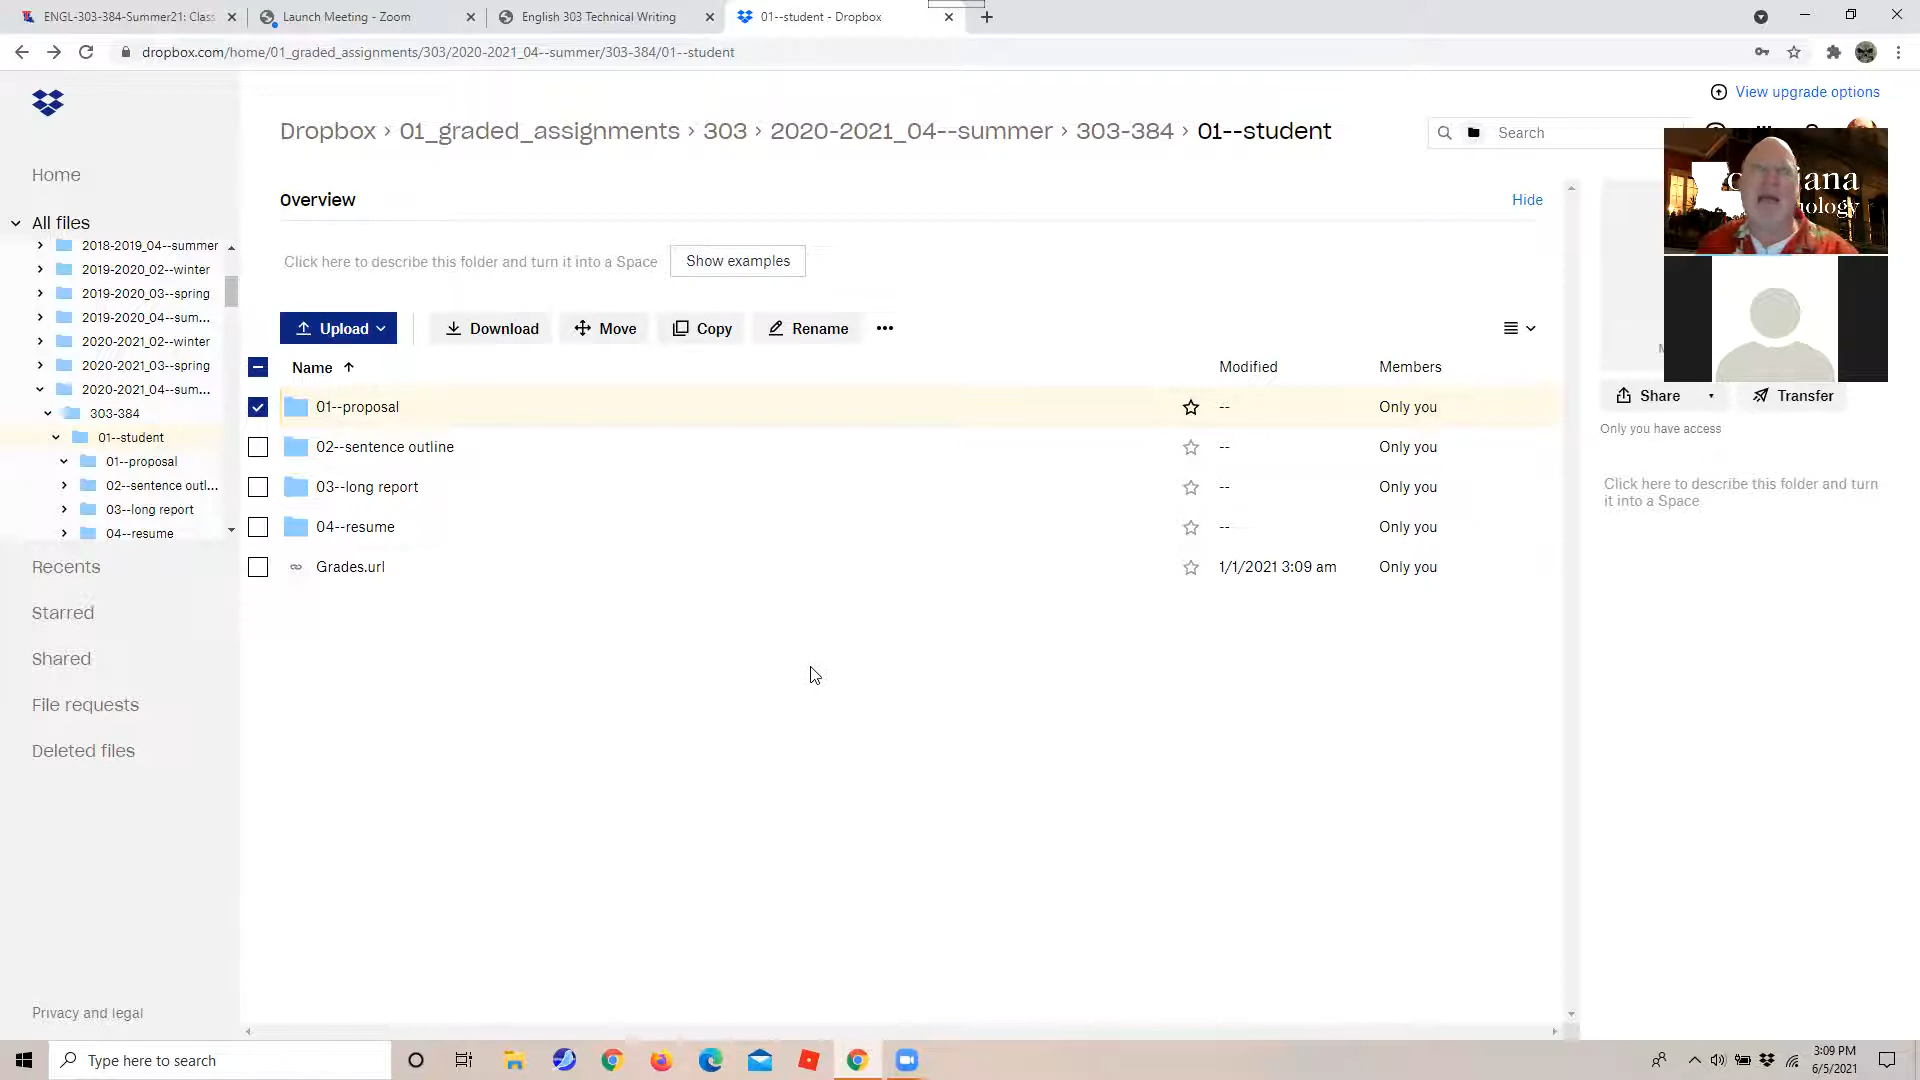 ENGL-303-384-Summer21: Class
Launch Meeting - Zoom
English 303 Technical Writing
01--student - Dropbox
dropbox.com/home/01_graded_assignments/303/2020-2021_04--summer/303-384/01--student
View upgrade options
Dropbox › 01_graded_assignments › 303 › 2020-2021_04--summer › 303-384 › 01--student
Search
Home
Overview
Hide
All files
2018-2019_04--summer
2019-2020_02--winter
2019-2020_03--spring
2019-2020_04--sum...
2020-2021_02--winter
2020-2021_03--spring
2020-2021_04--sum...
303-384
01--student
01--proposal
02--sentence outl...
03--long report
04--resume
Recents
Starred
Shared
File requests
Deleted files
Privacy and legal
Click here to describe this folder and turn it into a Space
Show examples
Upload
Download
Move
Copy
Rename
Name
Modified
Members
01--proposal -- Only you
02--sentence outline -- Only you
03--long report -- Only you
04--resume -- Only you
Grades.url 1/1/2021 3:09 am Only you
Share
Transfer
Only you have access
Click here to describe this folder and turn
it into a Space
Type here to search
3:09 PM
6/5/2021